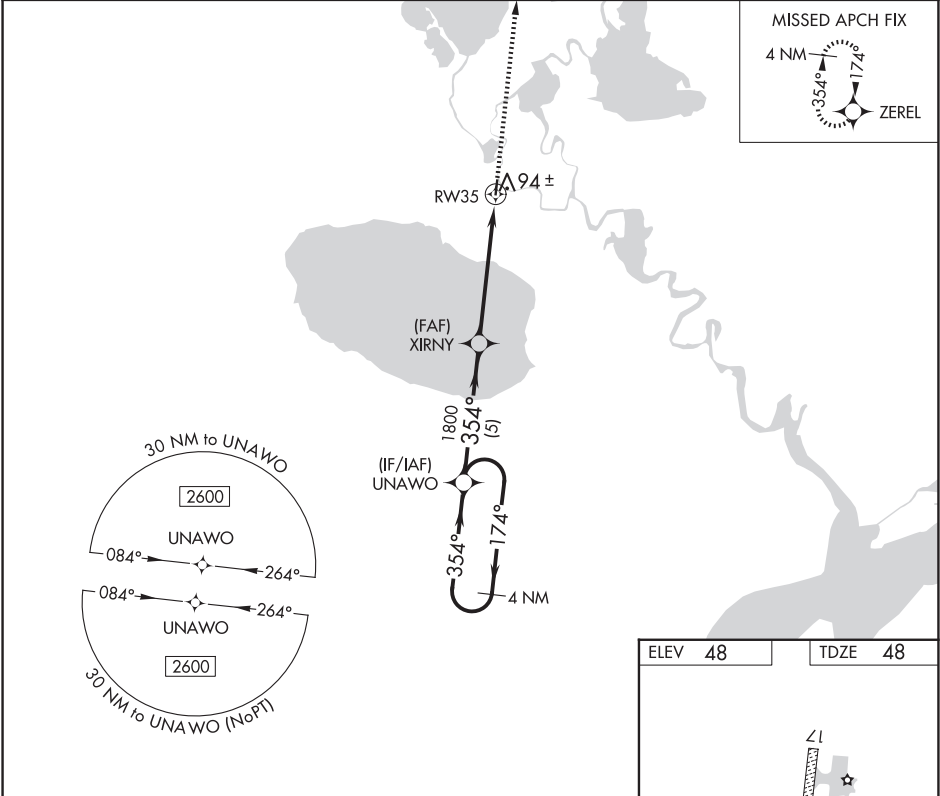 MISSED APCH FIX
4 NM
354°
174°
ZEREL
RW35
94 ±
(FAF)
XIRNY
1800
354°
(5)
(IF/IAF)
UNAWO
354°
174°
4 NM
30 NM to UNAWO
2600
UNAWO
084°
264°
084°
264°
UNAWO
2600
30 NM to UNAWO (NoPT)
ELEV 48
TDZE 48
17